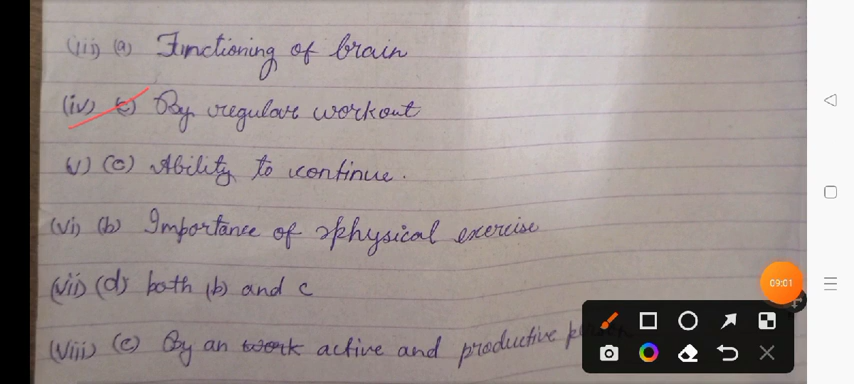 (iii) (a) Functioning of brain
(iv) c) By regular workout
v) (c) Ability to continue.
(vi) (b) Importance of physical exercise
(vii) (d) both (b) and c
(viii) (c) By an work active and productive
09:01